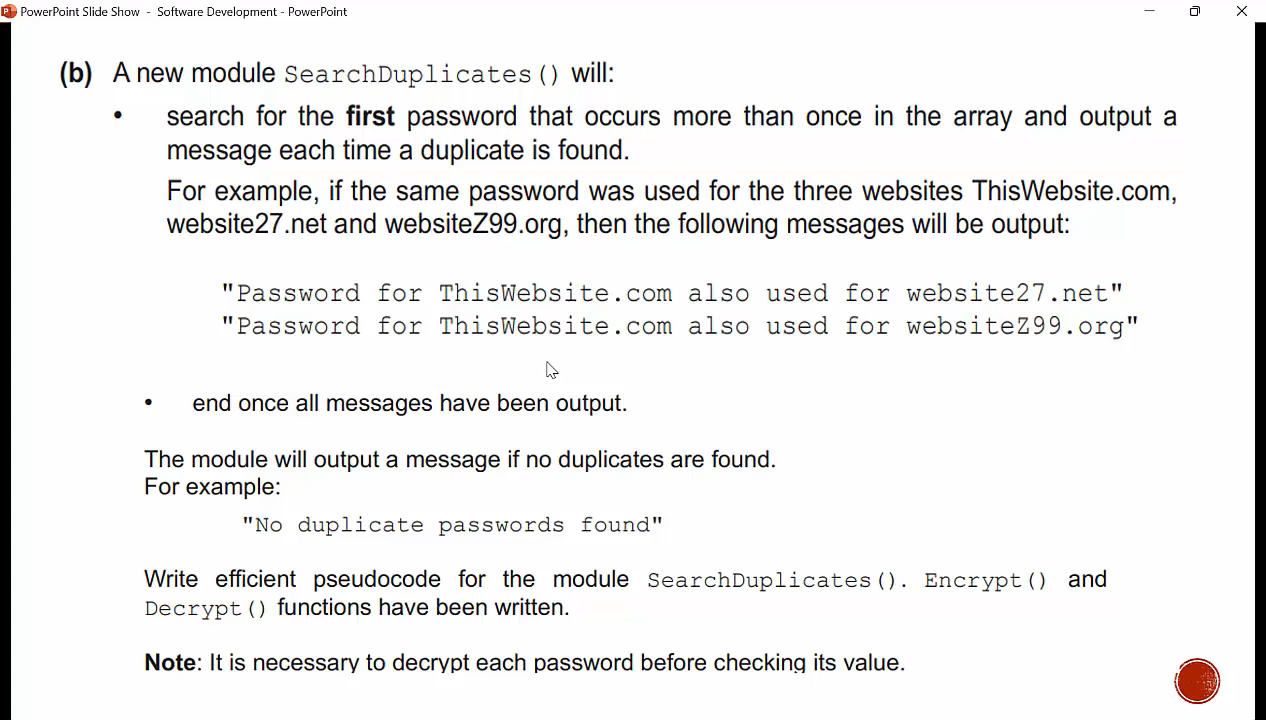 PowerPoint Slide Show - Software Development - PowerPoint
(b) A new module SearchDuplicates() will:
• search for the first password that occurs more than once in the array and output a
message each time a duplicate is found.
For example, if the same password was used for the three websites ThisWebsite.com,
website27.net and websiteZ99.org, then the following messages will be output:
"Password for ThisWebsite.com also used for website27.net"
"Password for ThisWebsite.com also used for websiteZ99.org"
• end once all messages have been output.
The module will output a message if no duplicates are found.
For example:
"No duplicate passwords found"
Write efficient pseudocode for the module SearchDuplicates(). Encrypt() and
Decrypt() functions have been written.
Note: It is necessary to decrypt each password before checking its value.